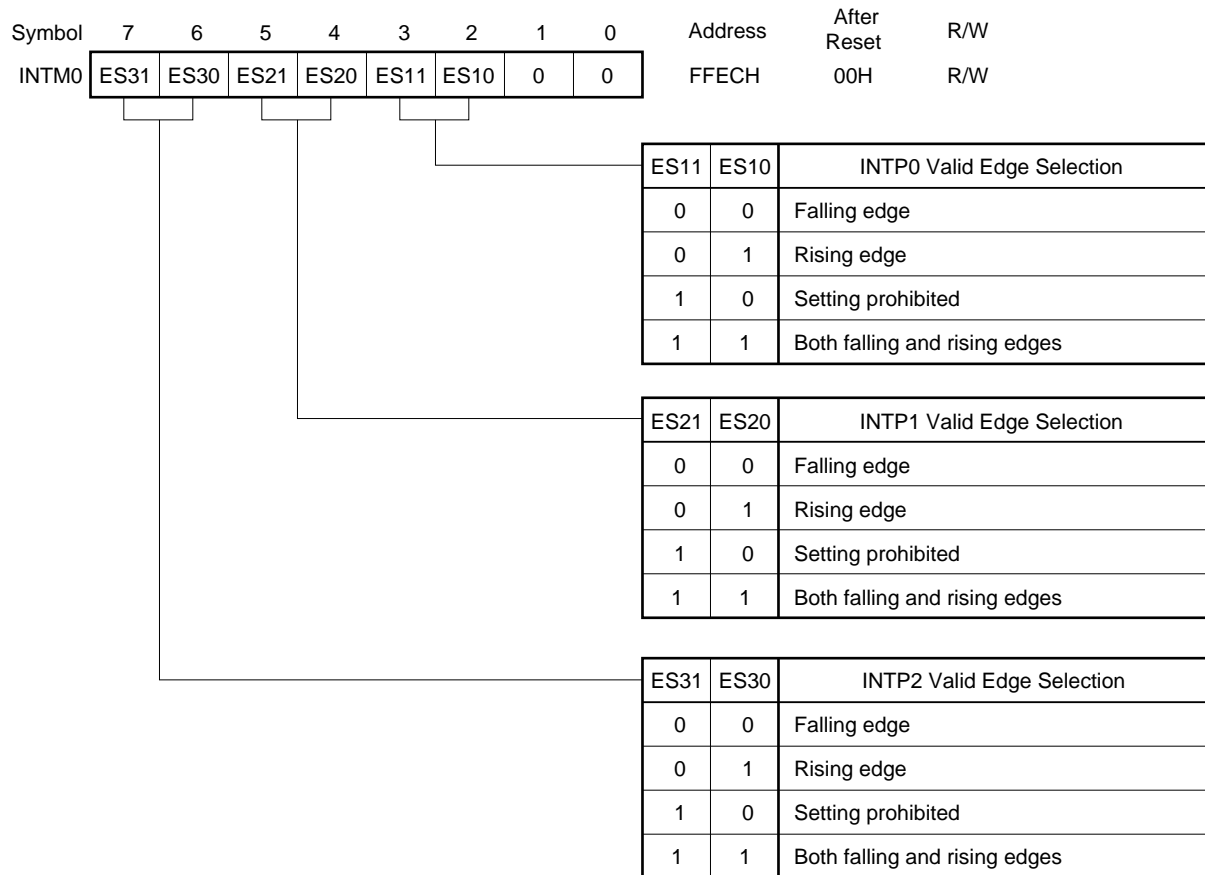 Symbol 7 6 5 4 3 2 1 0 Address After Reset R/W
INTM0 ES31 ES30 ES21 ES20 ES11 ES10 0 0 FFECH 00H R/W
ES11 ES10 INTP0 Valid Edge Selection
0 0 Falling edge
0 1 Rising edge
1 0 Setting prohibited
1 1 Both falling and rising edges
ES21 ES20 INTP1 Valid Edge Selection
0 0 Falling edge
0 1 Rising edge
1 0 Setting prohibited
1 1 Both falling and rising edges
ES31 ES30 INTP2 Valid Edge Selection
0 0 Falling edge
0 1 Rising edge
1 0 Setting prohibited
1 1 Both falling and rising edges